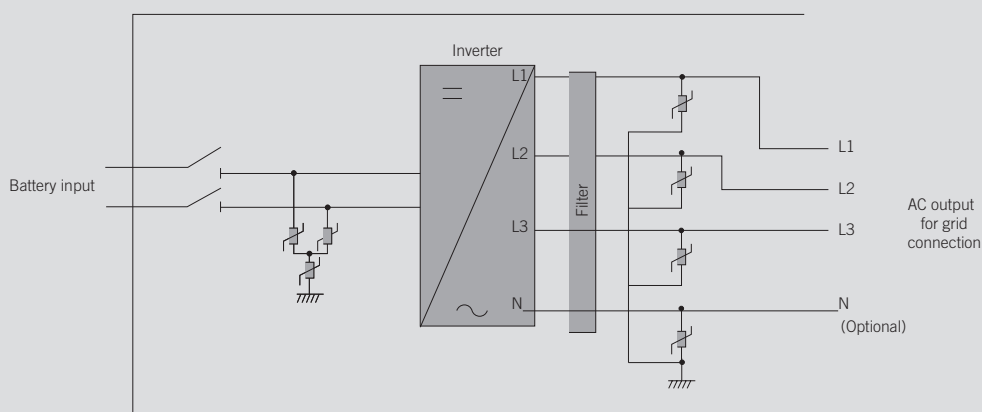 Inverter
L1
L2
L3
N
Filter
Battery input
L1
L2
L3
N
(Optional)
AC output
for grid
connection